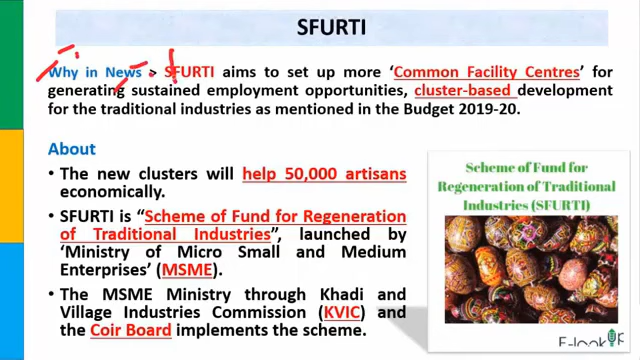 SFURTI
Why in News > SFURTI aims to set up more ‘Common Facility Centres’ for
generating sustained employment opportunities, cluster-based development
for the traditional industries as mentioned in the Budget 2019-20.
About
• The new clusters will help 50,000 artisans
economically.
• SFURTI is “Scheme of Fund for Regeneration
of Traditional Industries”, launched by
‘Ministry of Micro Small and Medium
Enterprises’ (MSME).
• The MSME Ministry through Khadi and
Village Industries Commission (KVIC) and
the Coir Board implements the scheme.
Scheme of Fund for
Regeneration of Traditional
Industries (SFURTI)